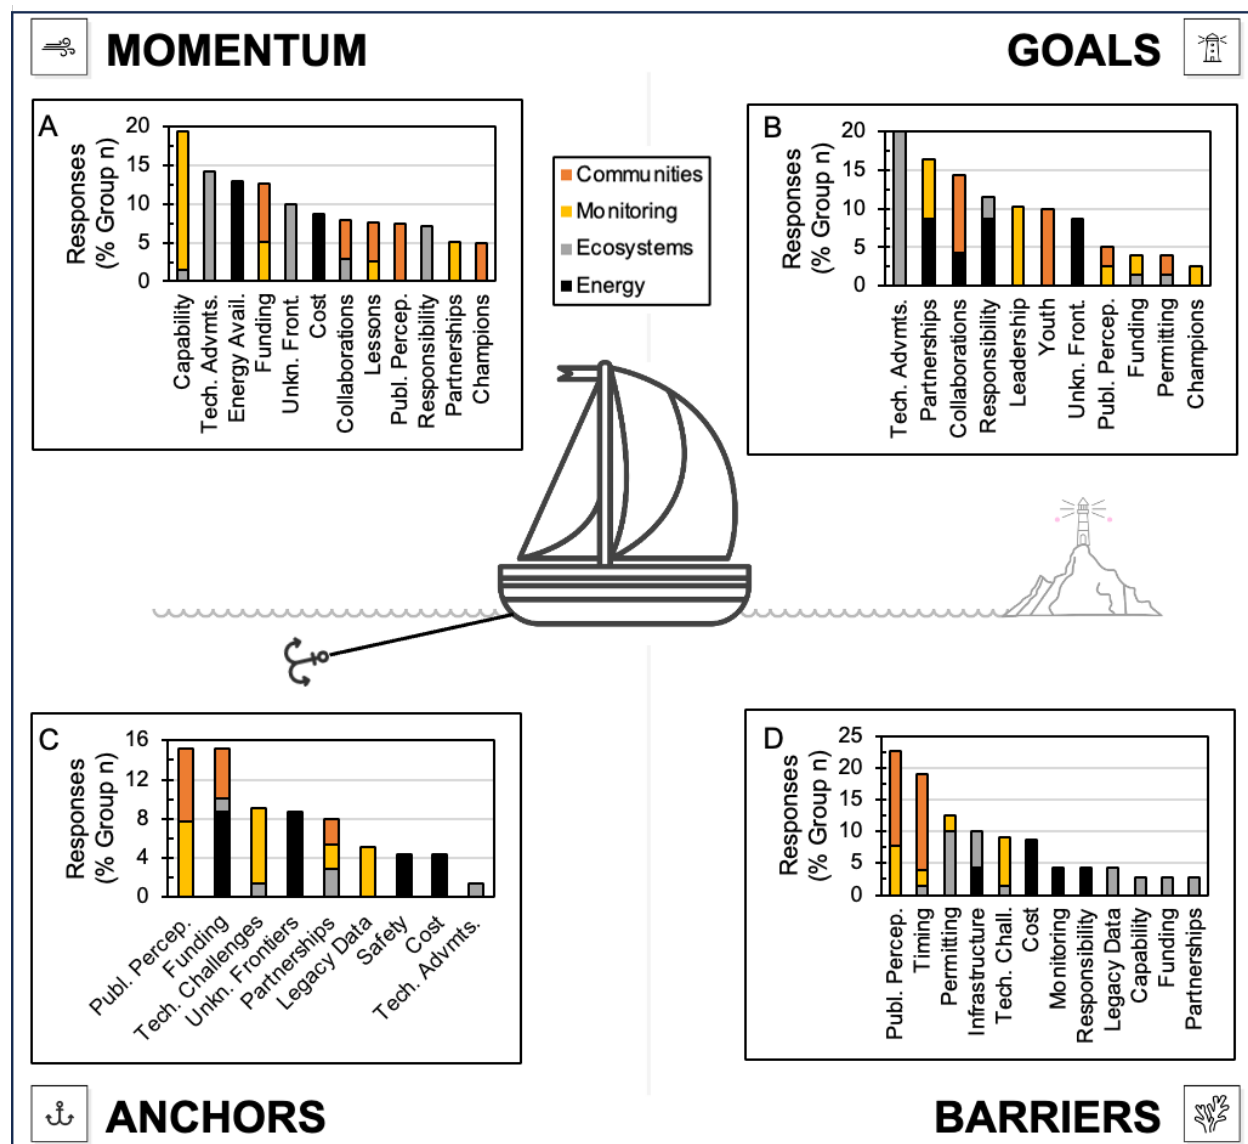 MOMENTUM
GOALS
A
Responses
(% Group n)
20
15
10
5
0
Capability
Tech. Advmts.
Energy Avail.
Funding
Unkn. Front.
Cost
Collaborations
Lessons
Publ. Percep.
Responsibility
Partnerships
Champions
Communities
Monitoring
Ecosystems
Energy
B
Responses
(% Group n)
20
15
10
5
0
Tech. Advmts.
Partnerships
Collaborations
Responsibility
Leadership
Youth
Unkn. Front.
Publ. Percep.
Funding
Permitting
Champions
C
Responses
(% Group n)
16
12
8
4
0
Publ. Percep.
Funding
Tech. Challenges
Unkn. Frontiers
Partnerships
Legacy Data
Safety
Cost
Tech. Advmts.
D
Responses
(% Group n)
25
20
15
10
5
0
Publ. Percep.
Timing
Permitting
Infrastructure
Tech. Chall.
Cost
Monitoring
Responsibility
Legacy Data
Capability
Funding
Partnerships
ANCHORS
BARRIERS